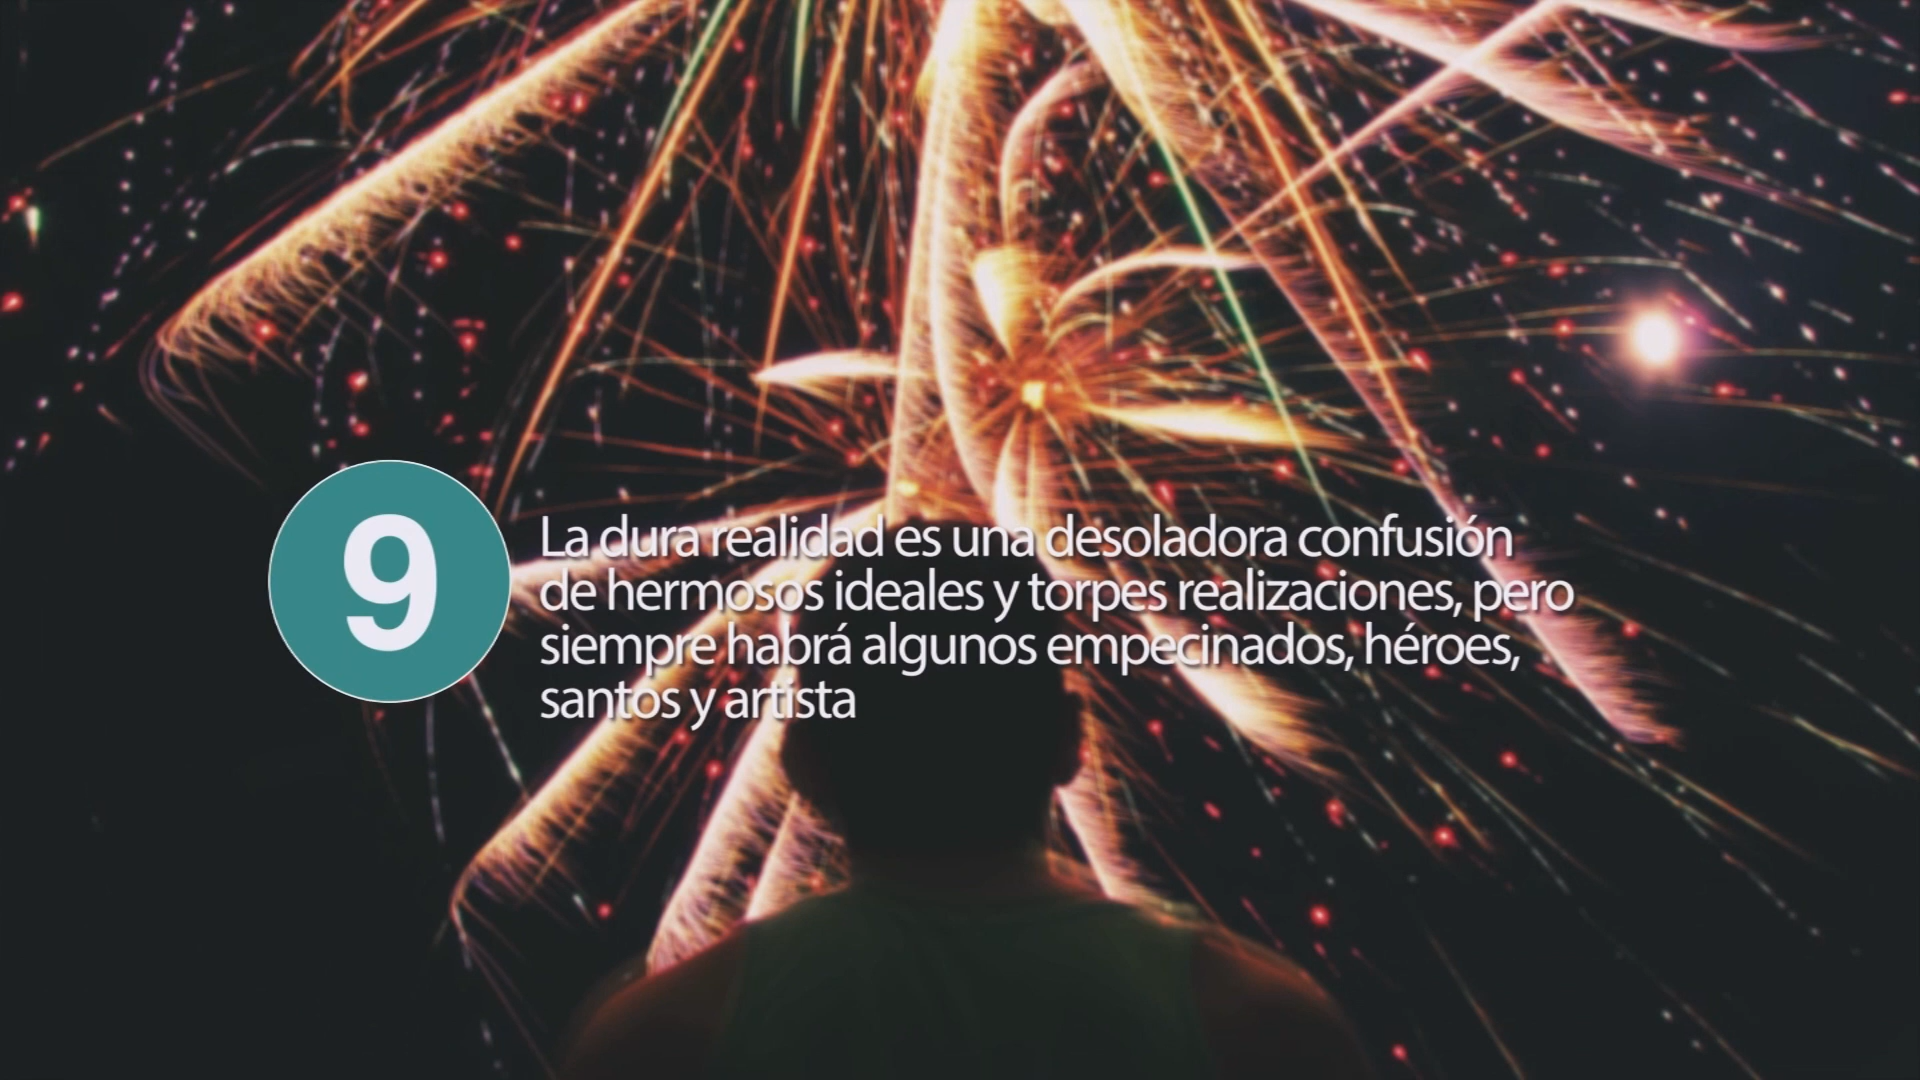 9
La dura realidad es una desoladora confusión
de hermosos ideales y torpes realizaciones, pero
siempre habrá algunos empecinados, héroes,
santos y artista